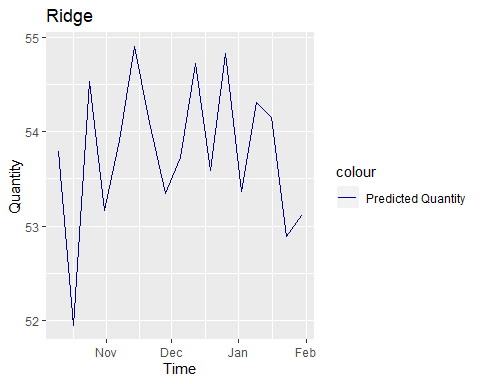 Ridge
55
54
53
52
Quantity
Nov Dec Jan Feb
Time
colour
Predicted Quantity